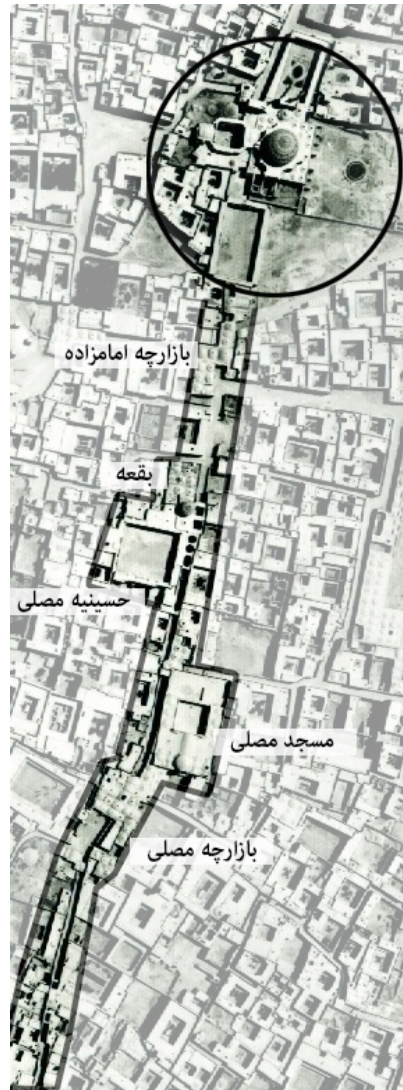 بازارچه امامزاده
بقعه
حسینیه مصلی
مسجد مصلی
بازارچه مصلی